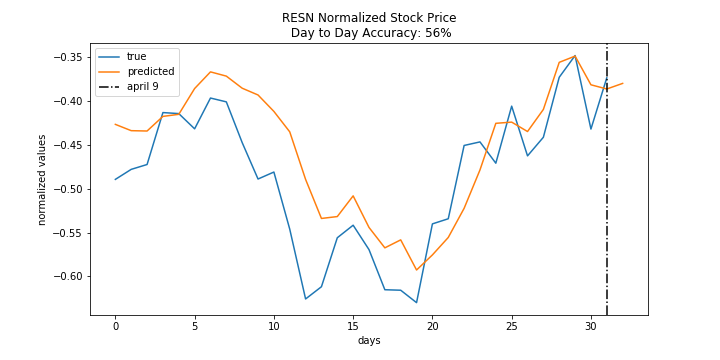 RESN Normalized Stock Price
Day to Day Accuracy: 56%
true
predicted
april 9
normalized values
−0.35
−0.40
−0.45
−0.50
−0.55
−0.60
0 5 10 15 20 25 30
days